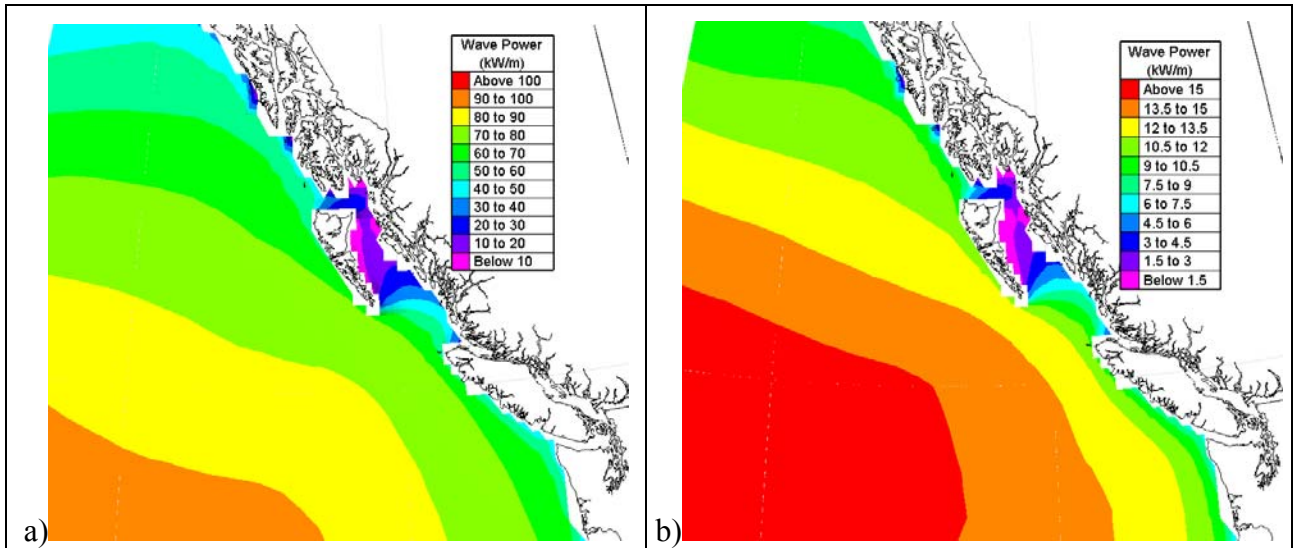 Wave Power
(kW/m)
Above 100
90 to 100
80 to 90
70 to 80
60 to 70
50 to 60
40 to 50
30 to 40
20 to 30
10 to 20
Below 10
a)
Wave Power
(kW/m)
Above 15
13.5 to 15
12 to 13.5
10.5 to 12
9 to 10.5
7.5 to 9
6 to 7.5
4.5 to 6
3 to 4.5
1.5 to 3
Below 1.5
b)